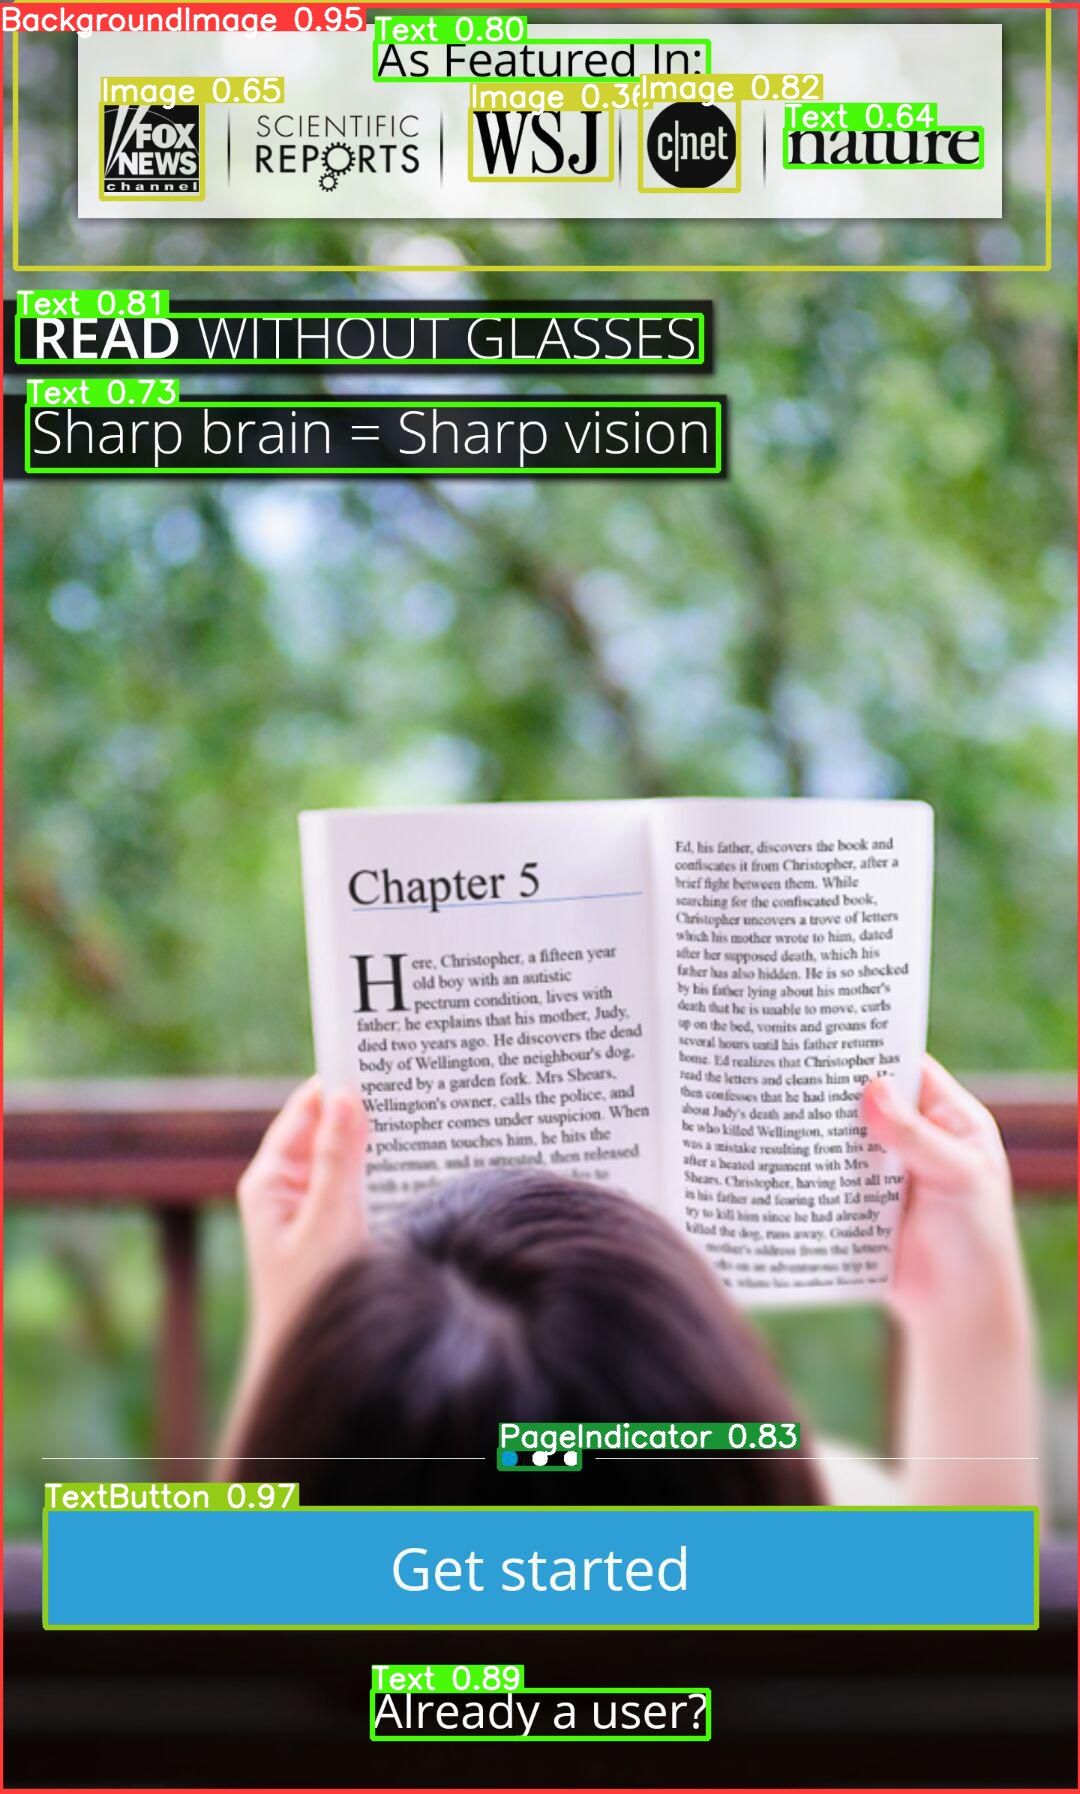 BackgroundImage 0.95
Text 0.80
As Featured In:
Image 0.65
Image 0.36
Image 0.82
Text 0.64
FOX
NEWS
channel
SCIENTIFIC
REPORTS
WSJ
c|net
nature
Text 0.81
READ WITHOUT GLASSES
Text 0.73
Sharp brain = Sharp vision
Chapter 5
Here, Christopher, a fifteen year
old boy with an autistic
pectrum condition, lives with
father; he explains that his mother, Judy,
died two years ago. He discovers the dead
body of Wellington, the neighbour's dog,
speared by a garden fork. Mrs Shears,
Wellington's owner, calls the police, and
Christopher comes under suspicion. When
a policeman touches him, he hits the
policeman, and is arrested, then released
with a
Ed, his father, discovers the book and
confiscates it from Christopher, after a
brief fight between them. While
searching for the confiscated book,
Christopher uncovers a trove of letters
which his mother wrote to him, dated
after her supposed death, which his
father has also hidden. He is so shocked
by his father lying about his mother's
death that he is unable to move, curls
up on the bed, vomits and groans for
several hours until his father returns
home. Ed realizes that Christopher has
read the letters and cleans him up.
then confesses that he had indee
about Judy's death and also that
he who killed Wellington, stating
was a mistake resulting from his
after a heated argument with Mrs
Shears. Christopher, having lost all
in his father and fearing that Ed might
try to kill him since he had already
killed the dog, runs away. Guided by
mother's address from the letters,
on an adventurous trip to
where his mother lives
PageIndicator 0.83
TextButton 0.97
Get started
Text 0.89
Already a user?